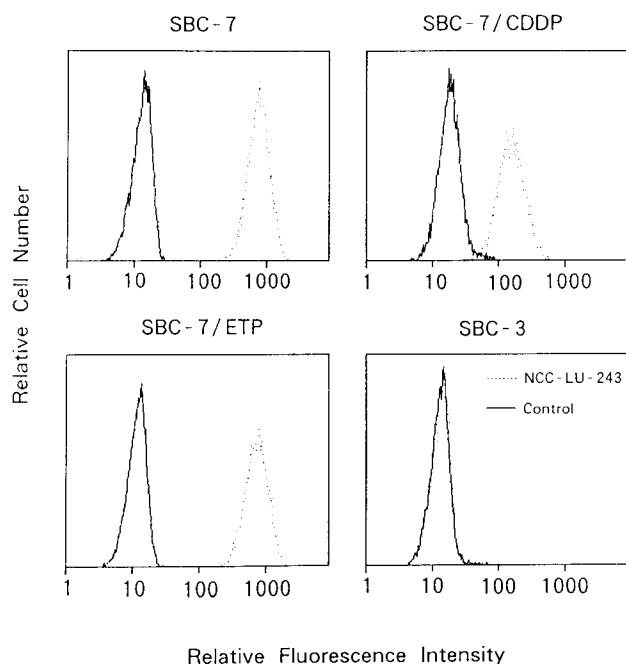 SBC-7
SBC-7/CDDP
1 10 100 1000
1 10 100 1000
SBC-7/ETP
SBC-3
NCC-LU-243
Control
1 10 100 1000
1 10 100 1000
Relative Cell Number
Relative Fluorescence Intensity